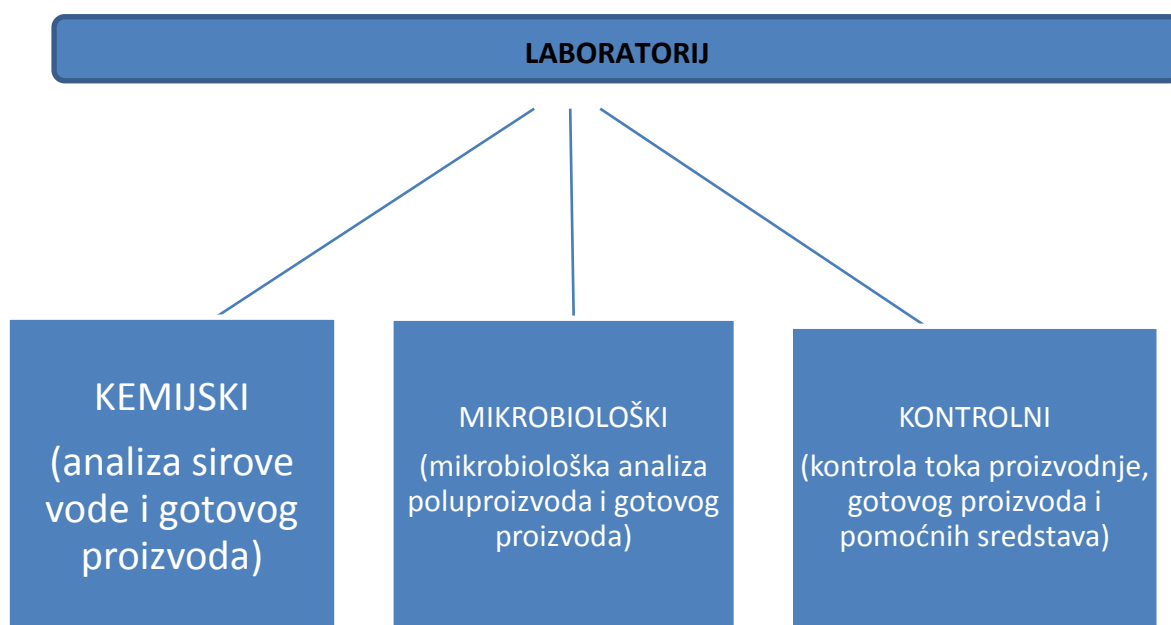 LABORATORIJ
KEMIJSKI
(analiza sirove
vode i gotovog
proizvoda)
MIKROBIOLOŠKI
(mikrobiološka analiza
poluproizvoda i gotovog
proizvoda)
KONTROLNI
(kontrola toka proizvodnje,
gotovog proizvoda i
pomoćnih sredstava)